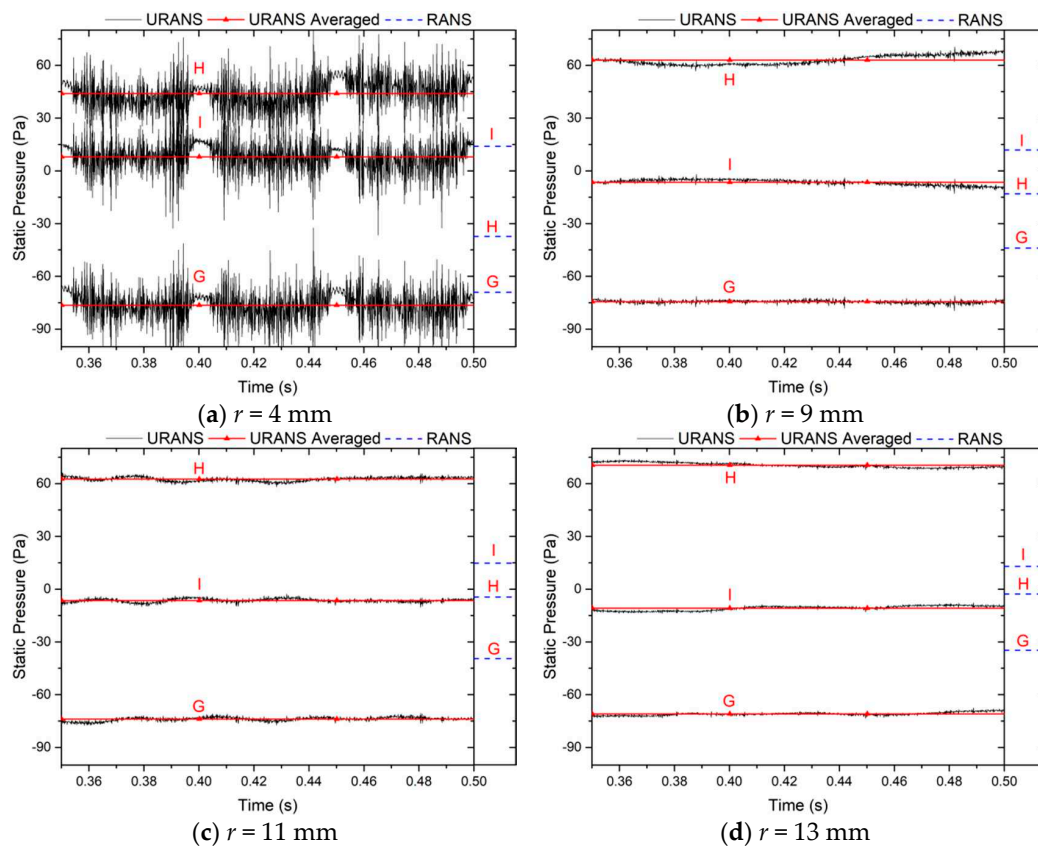 URANS URANS Averaged RANS URANS URANS Averaged RANS
Static Pressure (Pa)
60
30
0
-30
-60
-90
H
I
G
I
H
G
0.36 0.38 0.40 0.42 0.44 0.46 0.48 0.50
Time (s)
(a) r = 4 mm
Static Pressure (Pa)
60
30
0
-30
-60
-90
H
I
G
I
H
G
0.36 0.38 0.40 0.42 0.44 0.46 0.48 0.50
Time (s)
(b) r = 9 mm
URANS URANS Averaged RANS URANS URANS Averaged RANS
Static Pressure (Pa)
60
30
0
-30
-60
-90
H
I
G
I
H
G
0.36 0.38 0.40 0.42 0.44 0.46 0.48 0.50
Time (s)
(c) r = 11 mm
Static Pressure (Pa)
60
30
0
-30
-60
-90
H
I
G
I
H
G
0.36 0.38 0.40 0.42 0.44 0.46 0.48 0.50
Time (s)
(d) r = 13 mm